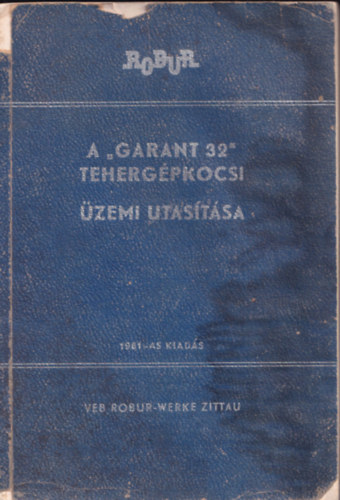 ROBUR
A „GARANT 32"
TEHERGÉPKOCSI
ÜZEMI UTASÍTÁSA
1961-AS KIADÁS
VEB ROBUR-WERKE ZITTAU